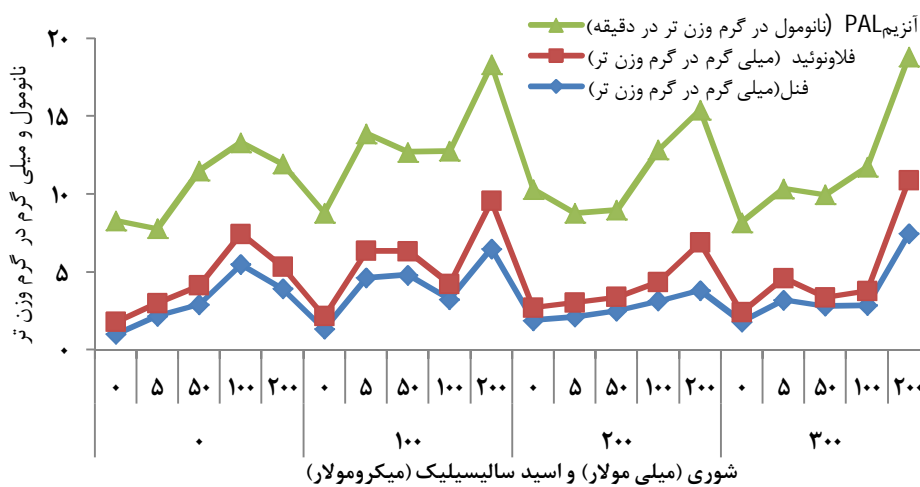 آنزیمPAL (نانومول در گرم وزن تر در دقیقه)
فلاونوئید (میلی گرم در گرم وزن تر)
فنل(میلی گرم در گرم وزن تر)
نانومول و میلی گرم در گرم وزن تر
۲۰
۱۵
۱۰
۵
۰
۰ ۵ ۵۰ ۱۰۰ ۲۰۰ ۰ ۵ ۵۰ ۱۰۰ ۲۰۰ ۰ ۵ ۵۰ ۱۰۰ ۲۰۰ ۰ ۵ ۵۰ ۱۰۰ ۲۰۰
۰ ۱۰۰ ۲۰۰ ۳۰۰
شوری (میلی مولار) و اسید سالیسیلیک (میکرومولار)